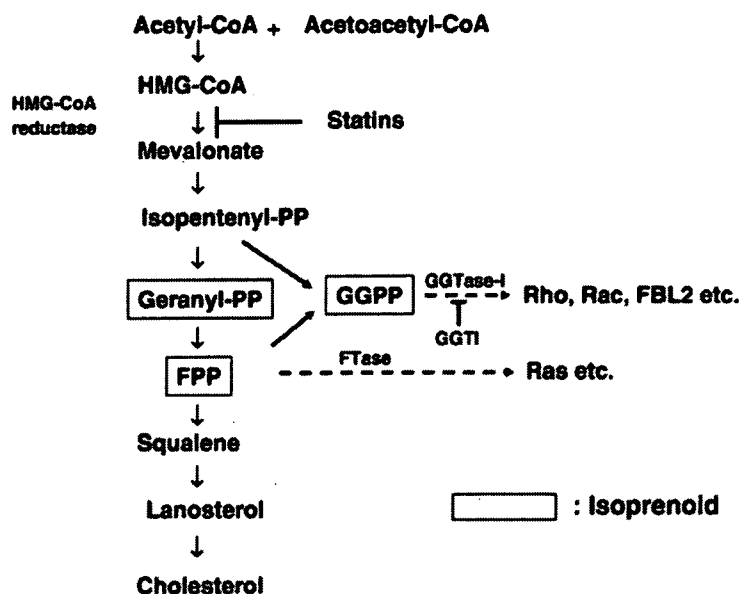 Acetyl-CoA + Acetoacetyl-CoA
HMG-CoA
HMG-CoA
reductase
Statins
Mevalonate
Isopentenyl-PP
Geranyl-PP
GGPP
GGTase-I
Rho, Rac, FBL2 etc.
GGTI
FPP
FTase
Ras etc.
Squalene
Lanosterol
: Isoprenoid
Cholesterol